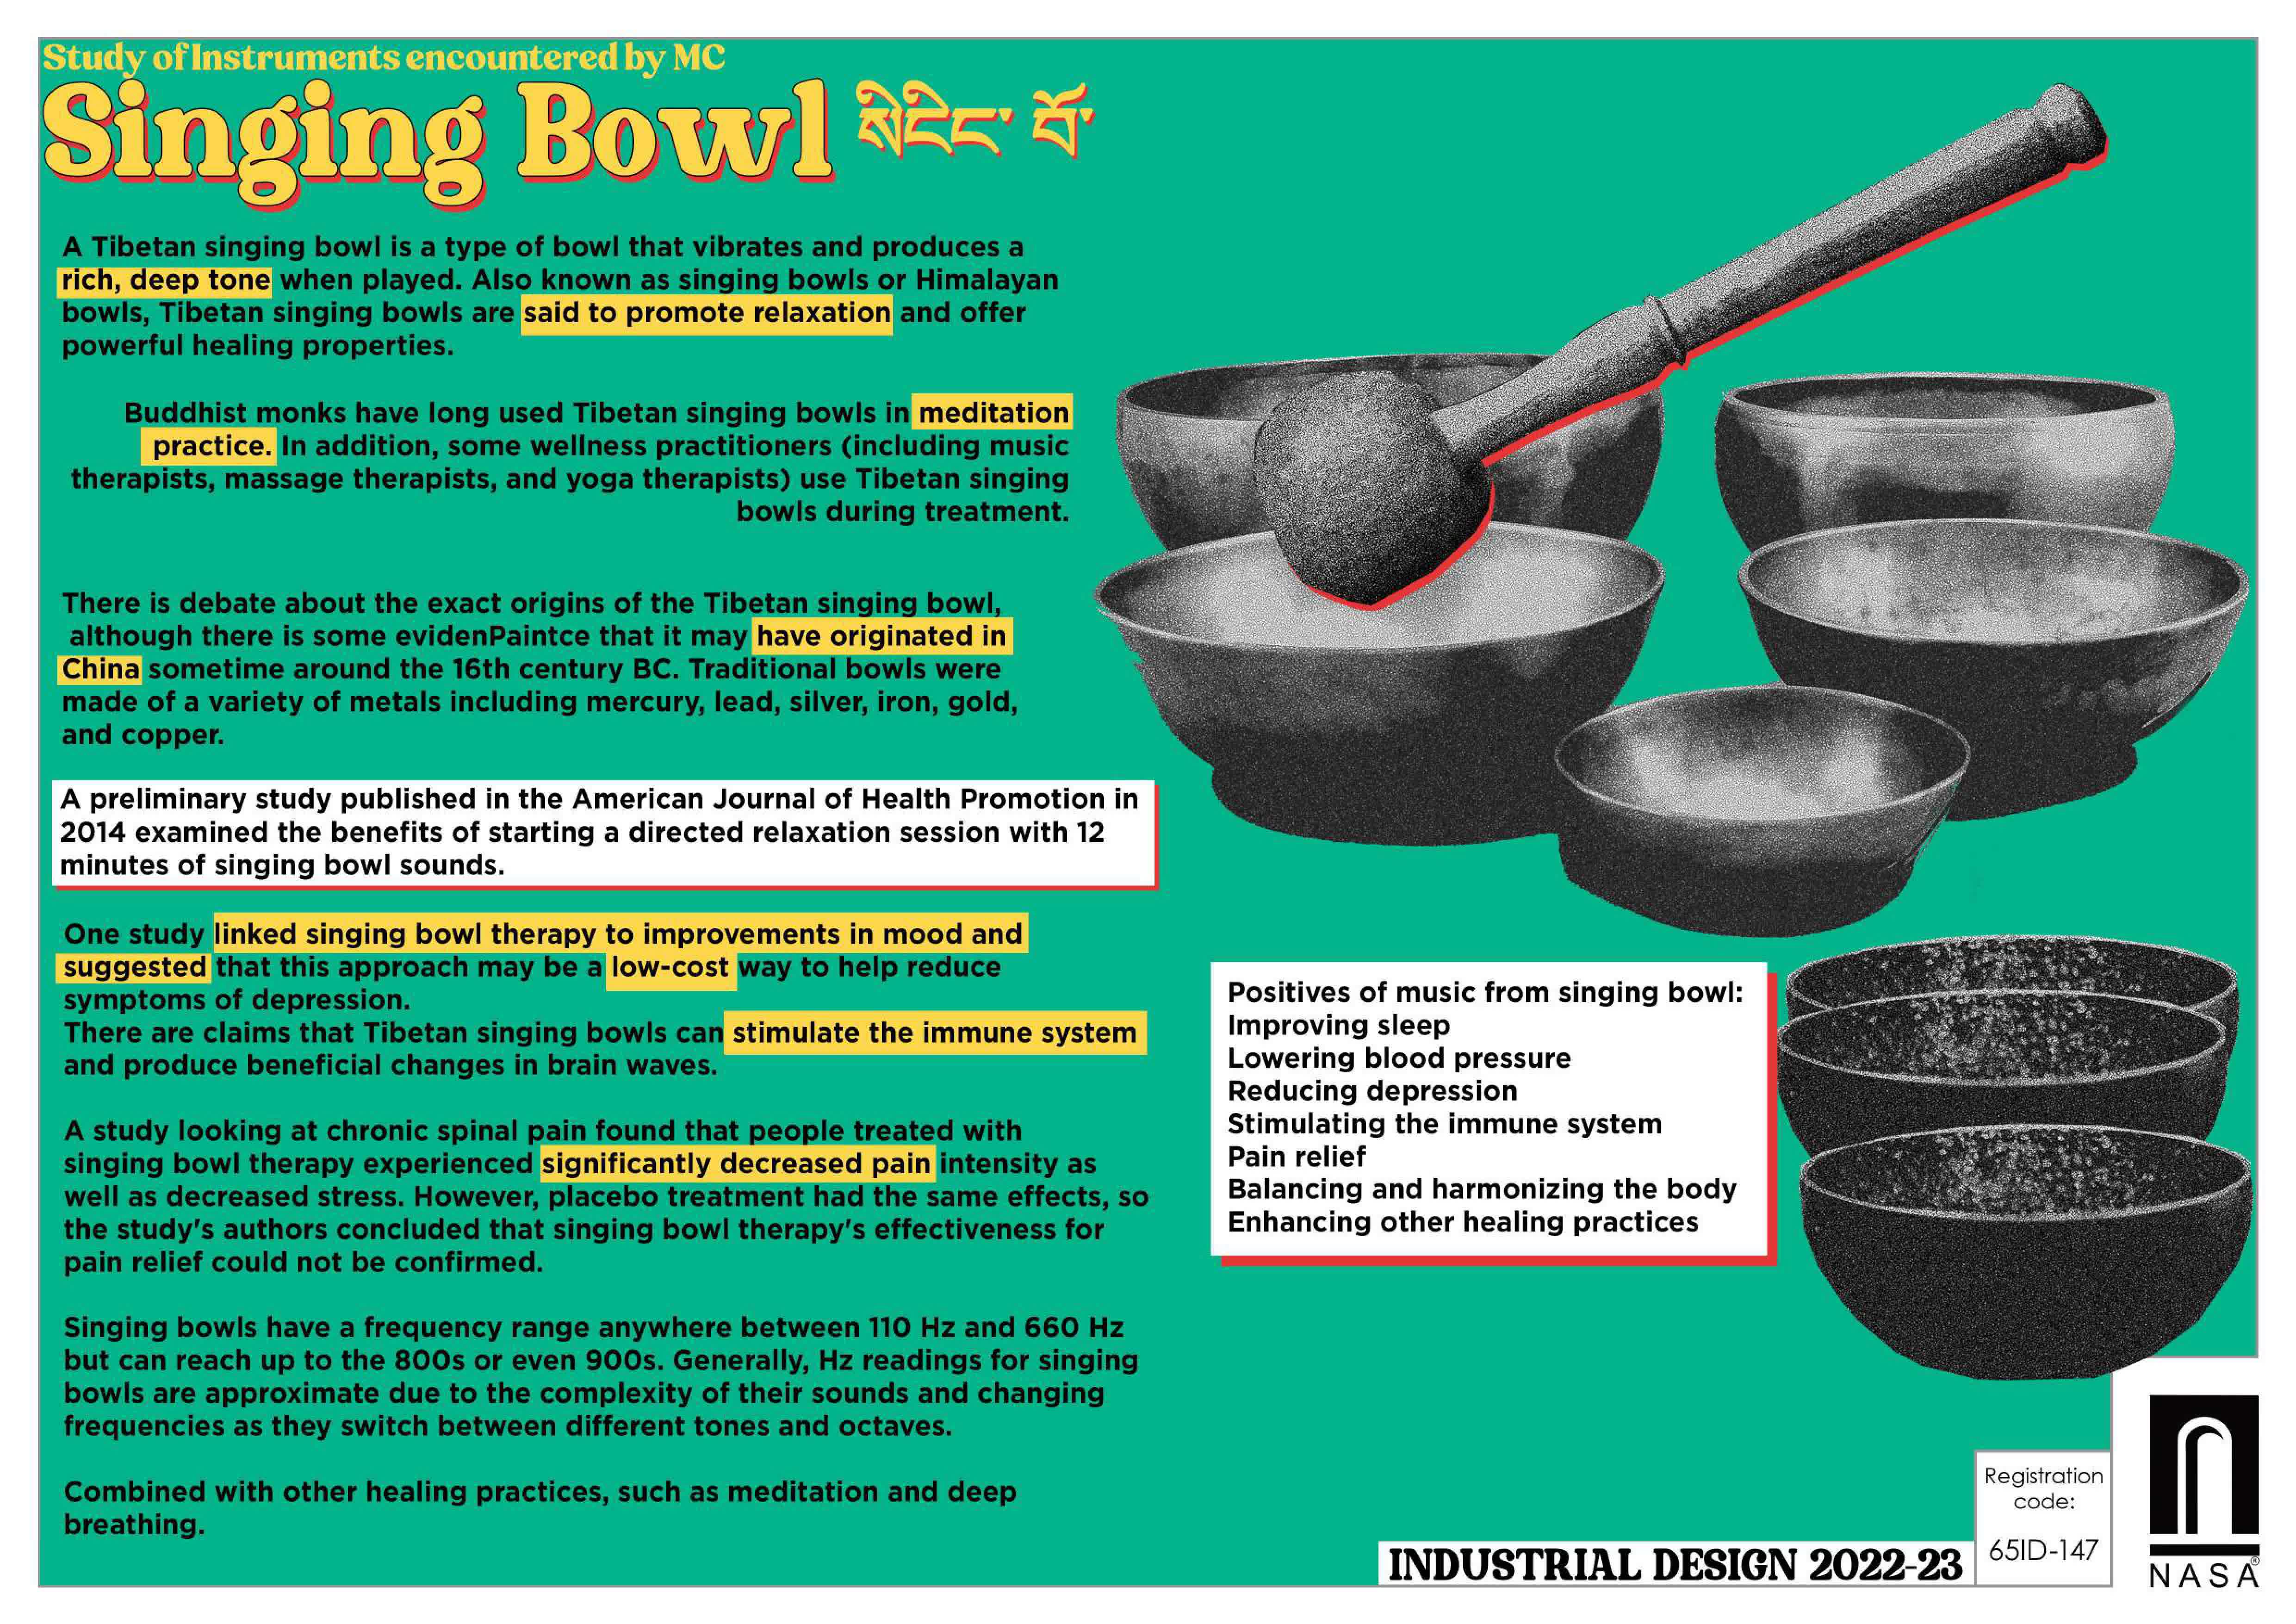 Study of Instruments encountered by MC
Singing Bowl སེངིང་ བོ་
A Tibetan singing bowl is a type of bowl that vibrates and produces a
rich, deep tone when played. Also known as singing bowls or Himalayan
bowls, Tibetan singing bowls are said to promote relaxation and offer
powerful healing properties.
Buddhist monks have long used Tibetan singing bowls in meditation
practice. In addition, some wellness practitioners (including music
therapists, massage therapists, and yoga therapists) use Tibetan singing
bowls during treatment.
There is debate about the exact origins of the Tibetan singing bowl,
although there is some evidenPaintce that it may have originated in
China sometime around the 16th century BC. Traditional bowls were
made of a variety of metals including mercury, lead, silver, iron, gold,
and copper.
A preliminary study published in the American Journal of Health Promotion in
2014 examined the benefits of starting a directed relaxation session with 12
minutes of singing bowl sounds.
One study linked singing bowl therapy to improvements in mood and
suggested that this approach may be a low-cost way to help reduce
symptoms of depression.
There are claims that Tibetan singing bowls can stimulate the immune system
and produce beneficial changes in brain waves.
A study looking at chronic spinal pain found that people treated with
singing bowl therapy experienced significantly decreased pain intensity as
well as decreased stress. However, placebo treatment had the same effects, so
the study's authors concluded that singing bowl therapy's effectiveness for
pain relief could not be confirmed.
Singing bowls have a frequency range anywhere between 110 Hz and 660 Hz
but can reach up to the 800s or even 900s. Generally, Hz readings for singing
bowls are approximate due to the complexity of their sounds and changing
frequencies as they switch between different tones and octaves.
Combined with other healing practices, such as meditation and deep
breathing.
Positives of music from singing bowl:
Improving sleep
Lowering blood pressure
Reducing depression
Stimulating the immune system
Pain relief
Balancing and harmonizing the body
Enhancing other healing practices
INDUSTRIAL DESIGN 2022-23
Registration
code:
65ID-147
NASA®